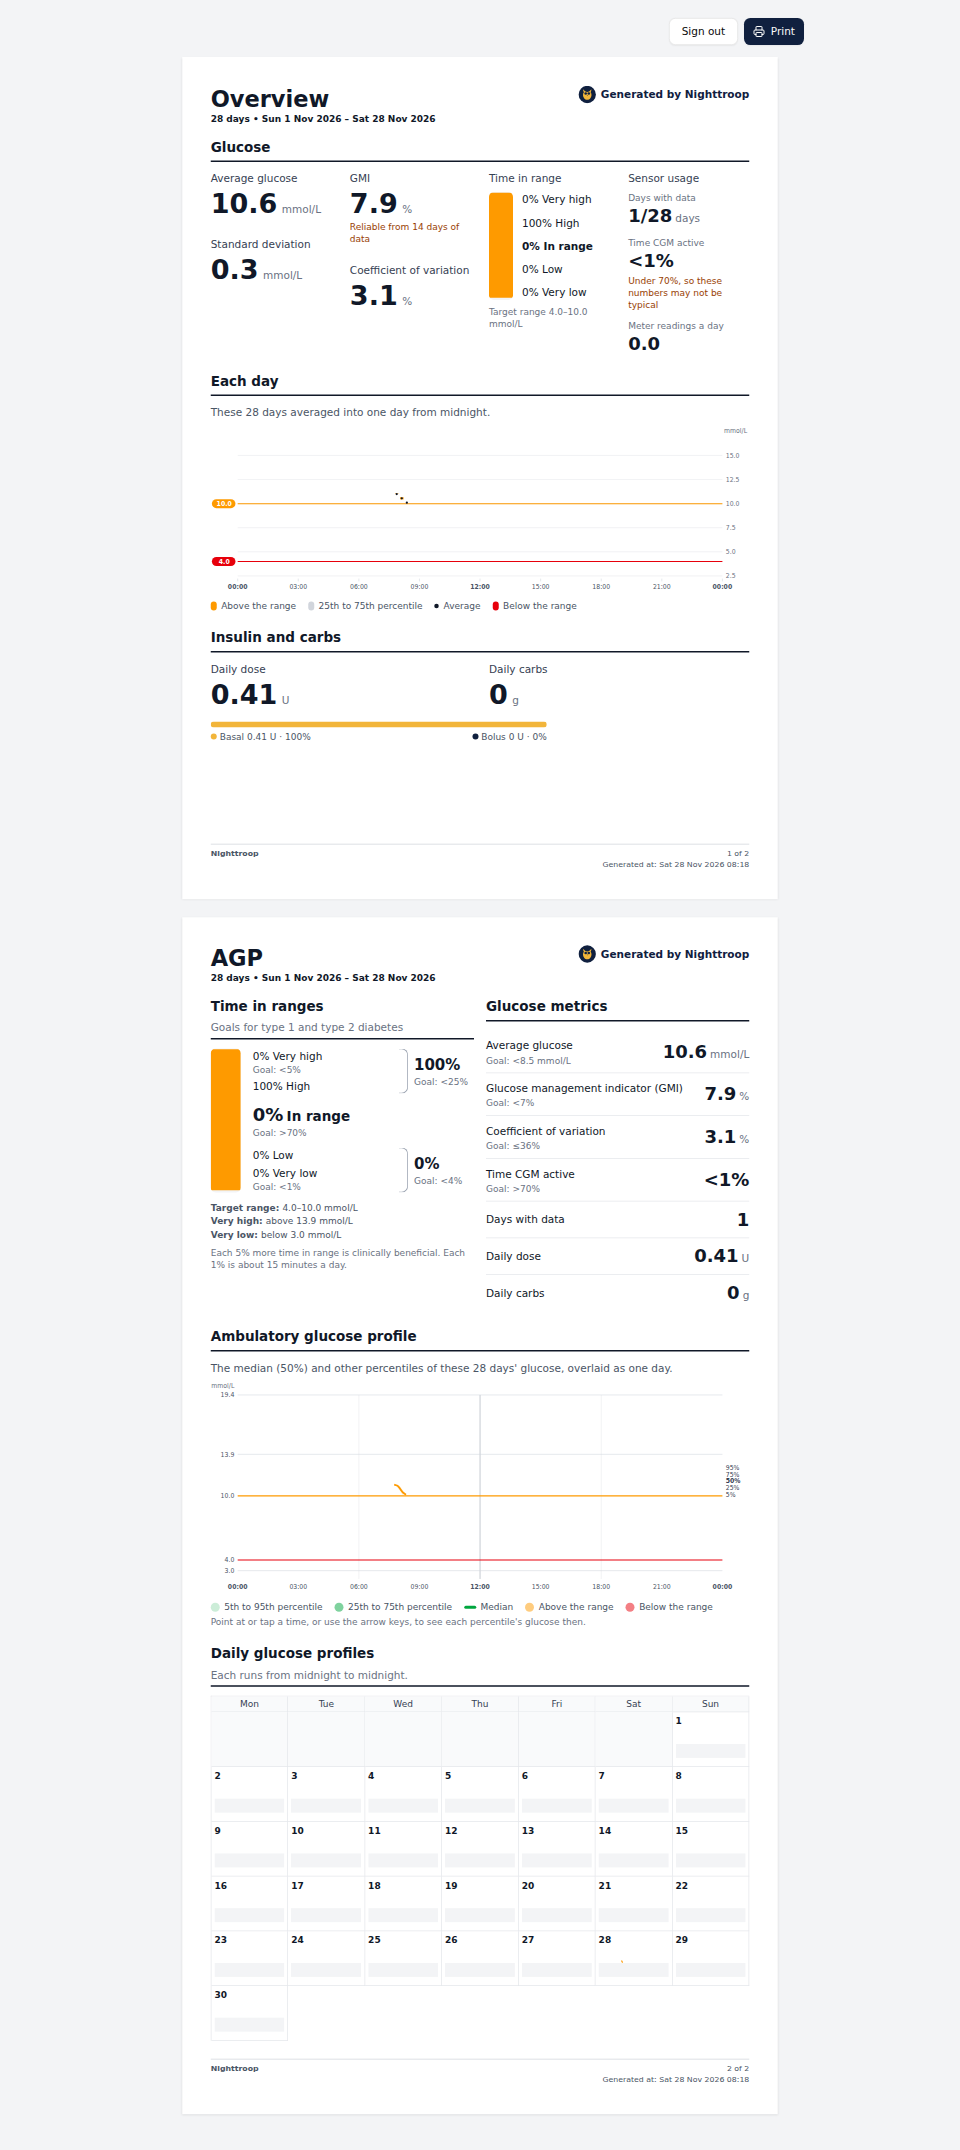 Sign out
Print
Overview
28 days • Sun 1 Nov 2026 – Sat 28 Nov 2026
Generated by Nighttroop
Glucose
Average glucose
10.6 mmol/L
Standard deviation
0.3 mmol/L
GMI
7.9 %
Reliable from 14 days of
data
Coefficient of variation
3.1 %
Time in range
0% Very high
100% High
0% In range
0% Low
0% Very low
Target range 4.0–10.0
mmol/L
Sensor usage
Days with data
1/28 days
Time CGM active
<1%
Under 70%, so these
numbers may not be
typical
Meter readings a day
0.0
Each day
These 28 days averaged into one day from midnight.
mmol/L
15.0
12.5
10.0 10.0
7.5
5.0
4.0
2.5
00:00 03:00 06:00 09:00 12:00 15:00 18:00 21:00 00:00
Above the range 25th to 75th percentile Average Below the range
Insulin and carbs
Daily dose
0.41 U
Daily carbs
0 g
Basal 0.41 U · 100% Bolus 0 U · 0%
Nighttroop 1 of 2
Generated at: Sat 28 Nov 2026 08:18
AGP
28 days • Sun 1 Nov 2026 – Sat 28 Nov 2026
Generated by Nighttroop
Time in ranges
Goals for type 1 and type 2 diabetes
0% Very high
Goal: <5%
100% High
100%
Goal: <25%
0% In range
Goal: >70%
0% Low
0% Very low
Goal: <1%
0%
Goal: <4%
Target range: 4.0–10.0 mmol/L
Very high: above 13.9 mmol/L
Very low: below 3.0 mmol/L
Each 5% more time in range is clinically beneficial. Each
1% is about 15 minutes a day.
Glucose metrics
Average glucose
Goal: <8.5 mmol/L
10.6 mmol/L
Glucose management indicator (GMI)
Goal: <7%
7.9 %
Coefficient of variation
Goal: ≤36%
3.1 %
Time CGM active
Goal: >70%
<1%
Days with data 1
Daily dose 0.41 U
Daily carbs 0 g
Ambulatory glucose profile
The median (50%) and other percentiles of these 28 days' glucose, overlaid as one day.
mmol/L
19.4
13.9
10.0
4.0
3.0
95%
75%
50%
25%
5%
00:00 03:00 06:00 09:00 12:00 15:00 18:00 21:00 00:00
5th to 95th percentile 25th to 75th percentile Median Above the range Below the range
Point at or tap a time, or use the arrow keys, to see each percentile's glucose then.
Daily glucose profiles
Each runs from midnight to midnight.
Mon Tue Wed Thu Fri Sat Sun
1
2 3 4 5 6 7 8
9 10 11 12 13 14 15
16 17 18 19 20 21 22
23 24 25 26 27 28 29
30
Nighttroop 2 of 2
Generated at: Sat 28 Nov 2026 08:18